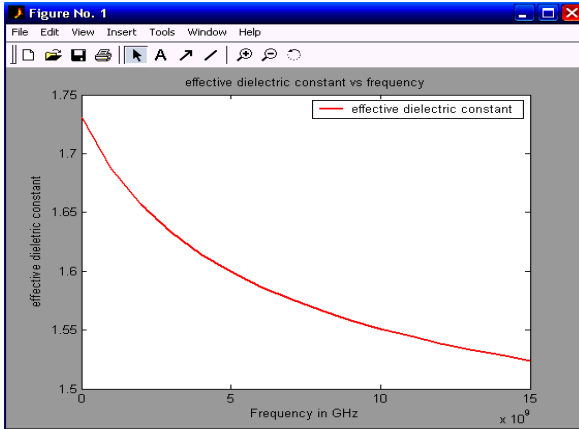 Figure No. 1
File Edit View Insert Tools Window Help
A
effective dielectric constant vs frequency
effective dielectric constant
1.75
1.7
1.65
1.6
1.55
1.5
effective dieletric constant
0 5 10 15
Frequency in GHz
x 10^9